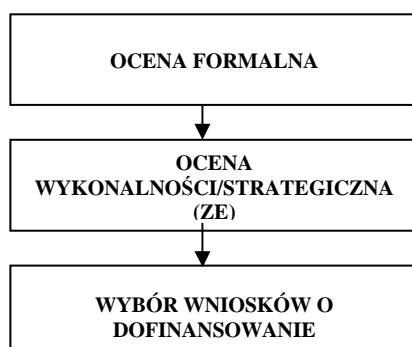 OCENA FORMALNA
OCENA
WYKONALNOŚCI/STRATEGICZNA
(ZE)
WYBÓR WNIOSKÓW O
DOFINANSOWANIE